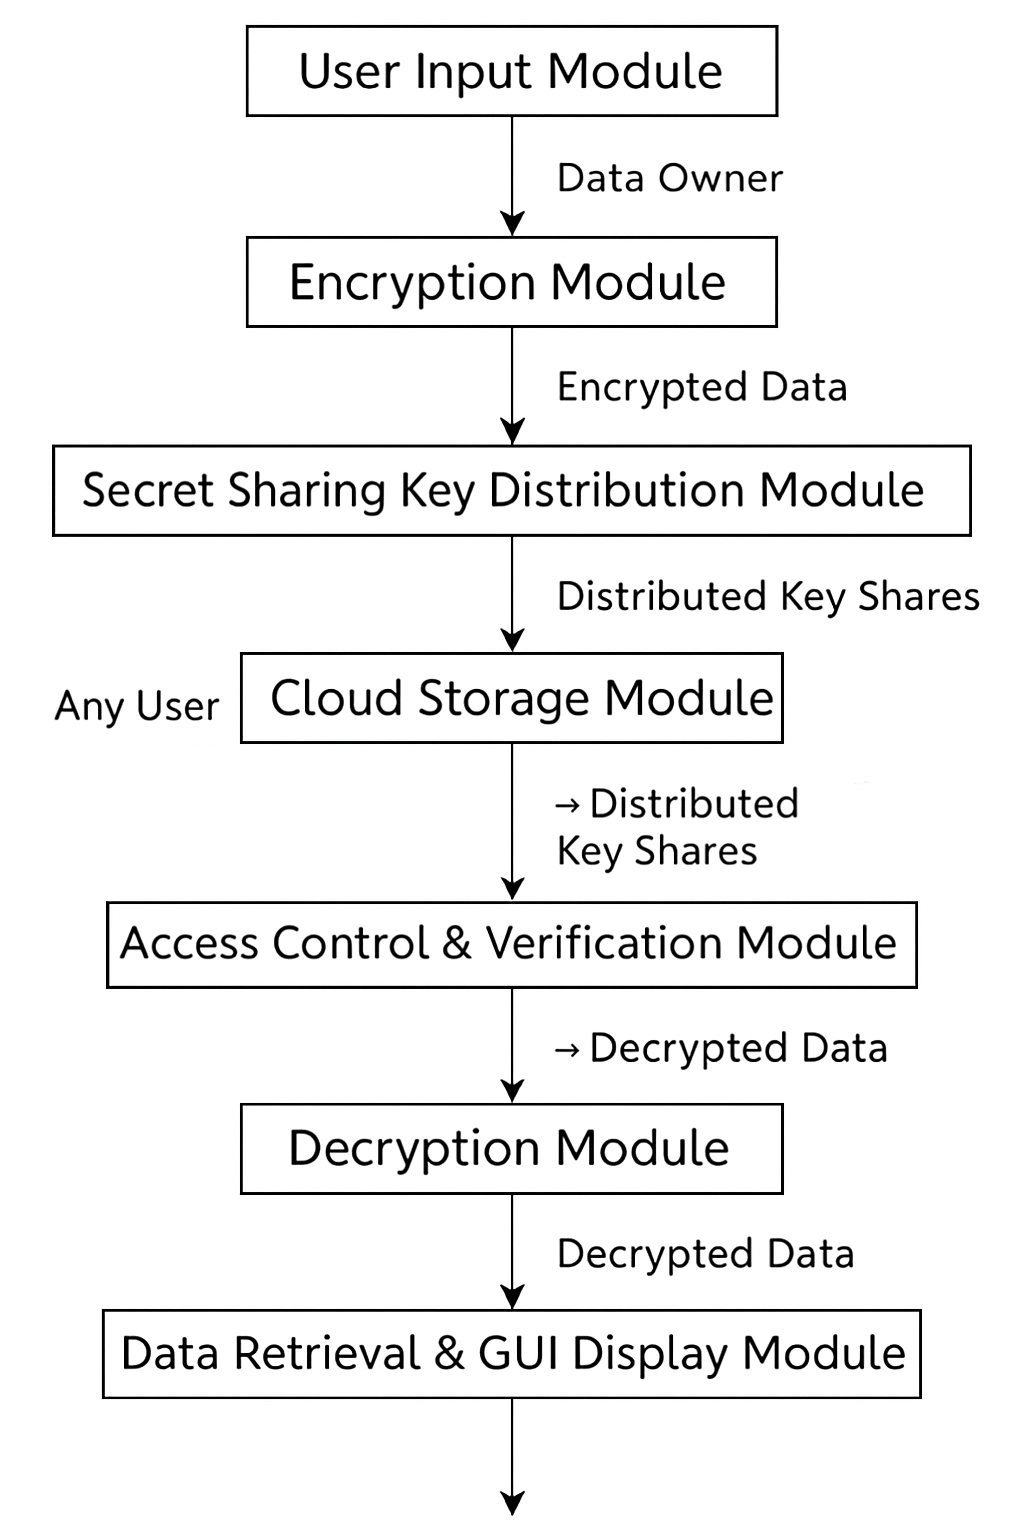 User Input Module
Data Owner
Encryption Module
Encrypted Data
Secret Sharing Key Distribution Module
Distributed Key Shares
Any User
Cloud Storage Module
→ Distributed
Key Shares
Access Control & Verification Module
→ Decrypted Data
Decryption Module
Decrypted Data
Data Retrieval & GUI Display Module